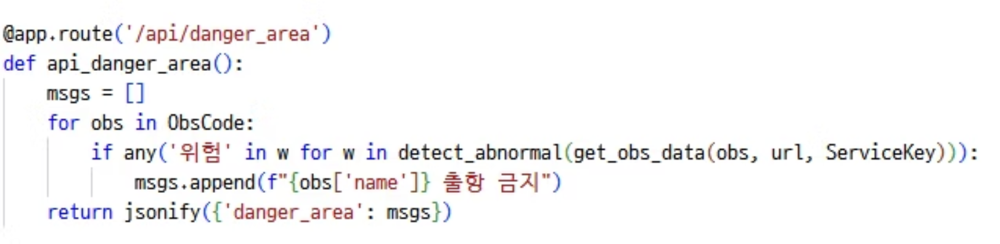 @app.route('/api/danger_area')
def api_danger_area():
    msgs = []
    for obs in ObsCode:
        if any('위험' in w for w in detect_abnormal(get_obs_data(obs, url, ServiceKey))):
            msgs.append(f"{obs['name']} 출항 금지")
    return jsonify({'danger_area': msgs})